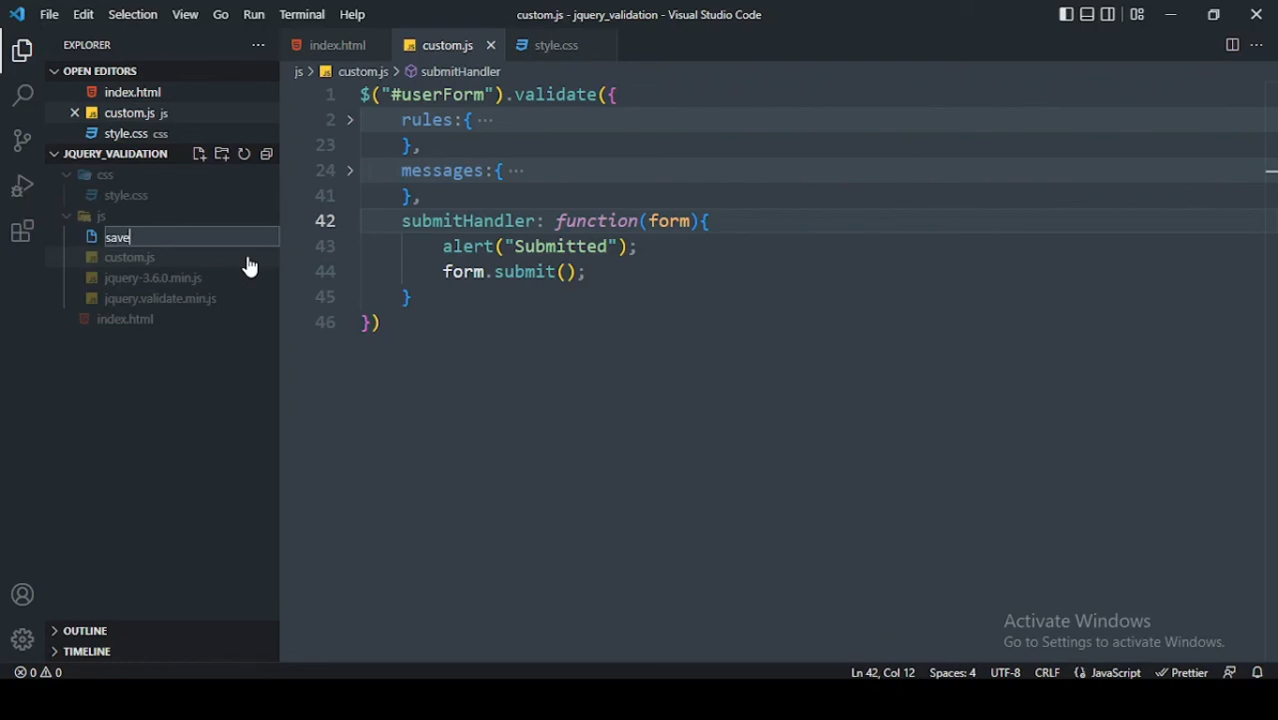 File Edit Selection View Go Run Terminal Help custom.js - jquery_validation - Visual Studio Code
EXPLORER
OPEN EDITORS
index.html
custom.js js
style.css css
JQUERY_VALIDATION
css
style.css
js
save
custom.js
jquery-3.6.0.min.js
jquery.validate.min.js
index.html
OUTLINE
TIMELINE
index.html custom.js style.css
js > custom.js > submitHandler
1 $("#userForm").validate({
2 rules:{ ...
23 },
24 messages:{ ...
41 },
42 submitHandler: function(form){
43 alert("Submitted");
44 form.submit();
45 }
46 })
Activate Windows
Go to Settings to activate Windows.
0 0 Ln 42, Col 12 Spaces: 4 UTF-8 CRLF {} JavaScript Prettier